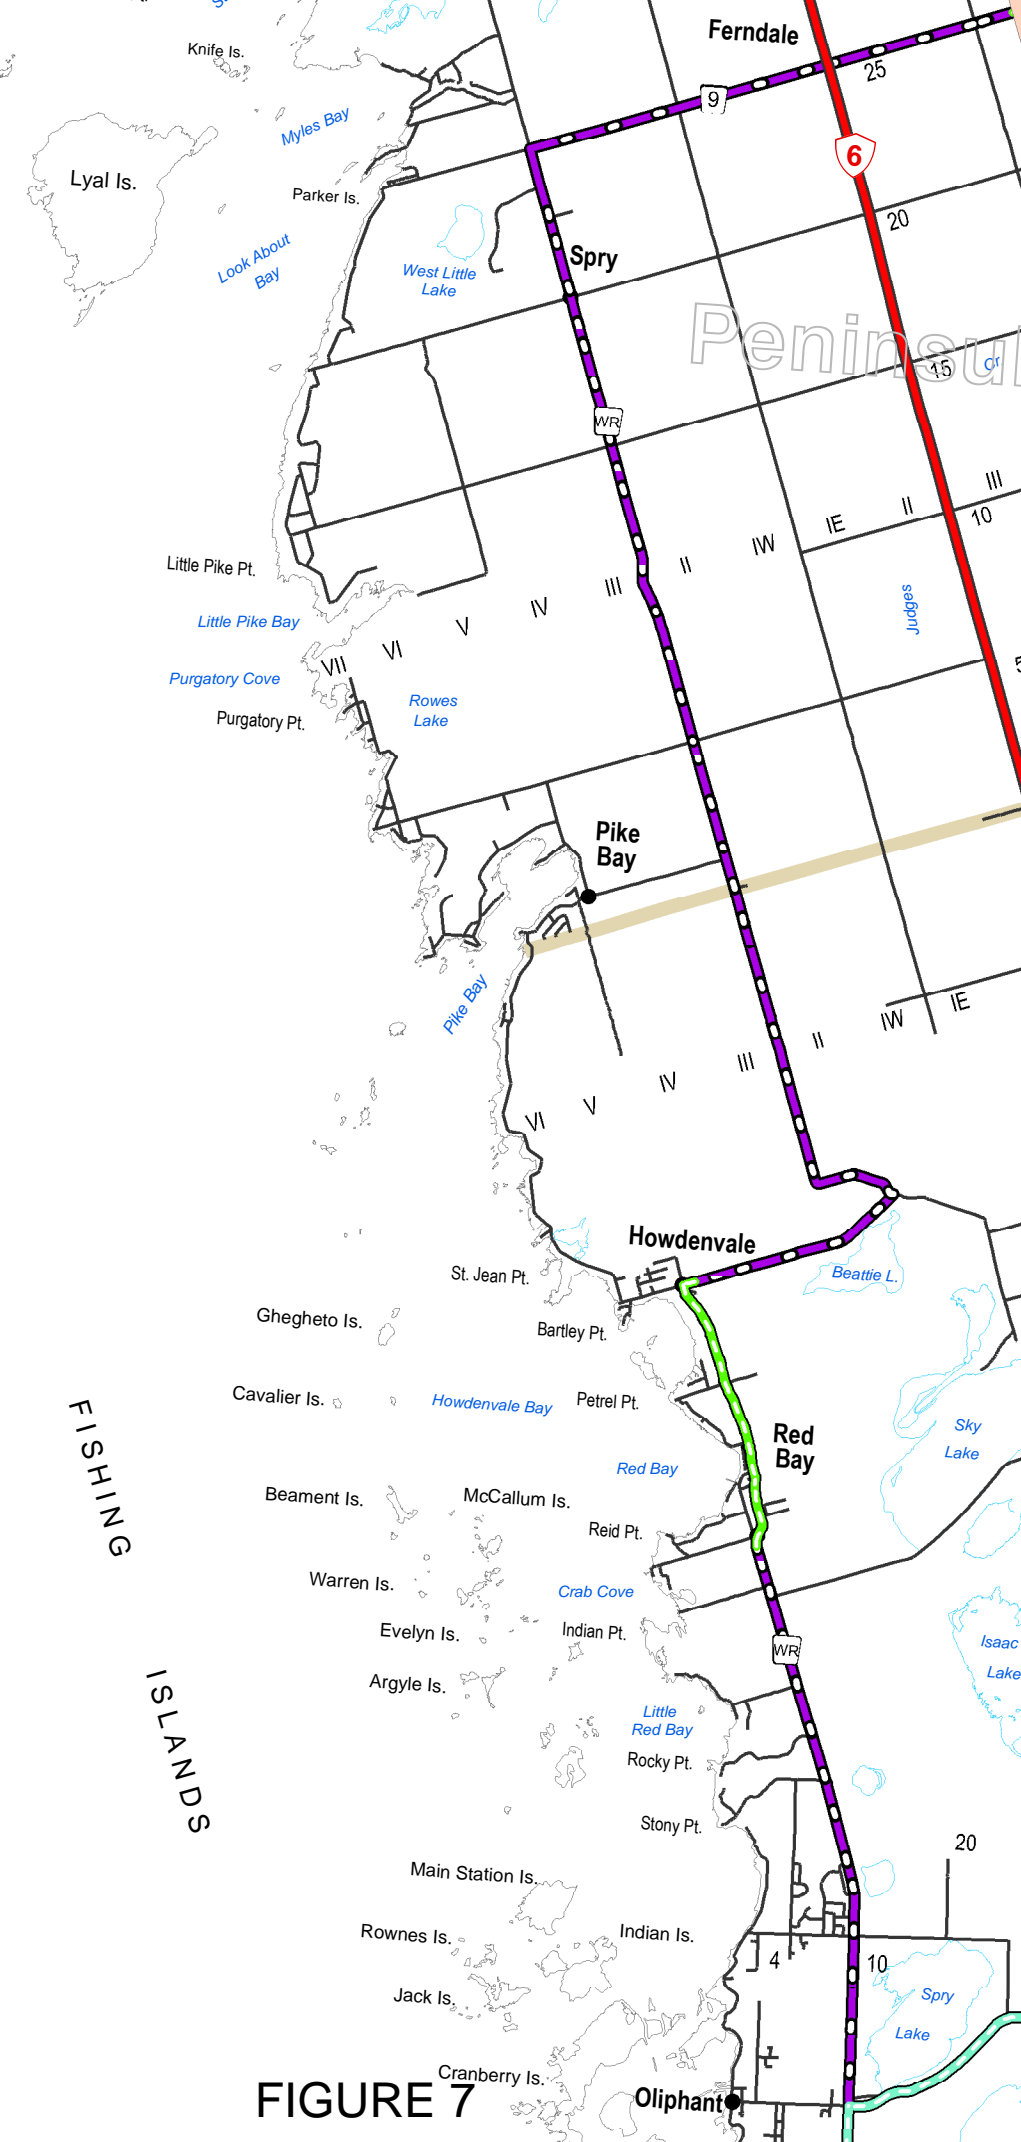 Ferndale
Knife Is.
25
9
Myles Bay
6
Lyal Is.
Parker Is.
20
Look About
Bay
Spry
West Little
Lake
Peninsul
15
Cr
WR
III
II
10
IE
IW
II
Little Pike Pt.
III
IV
Judges
Little Pike Bay
V
VI
VII
5
Purgatory Cove
Rowes
Lake
Purgatory Pt.
Pike
Bay
Pike Bay
IE
IW
II
III
IV
V
VI
Howdenvale
St. Jean Pt.
Beattie L.
Ghegheto Is.
Bartley Pt.
Cavalier Is.
Howdenvale Bay
Petrel Pt.
FISHING
Red
Bay
Sky
Lake
Red Bay
Beament Is.
McCallum Is.
Reid Pt.
Warren Is.
Crab Cove
Evelyn Is.
Indian Pt.
WR
Isaac
Lake
ISLANDS
Argyle Is.
Little
Red Bay
Rocky Pt.
Stony Pt.
20
Main Station Is.
Rownes Is.
Indian Is.
4
10
Jack Is.
Spry
Lake
Cranberry Is.
FIGURE 7
Oliphant